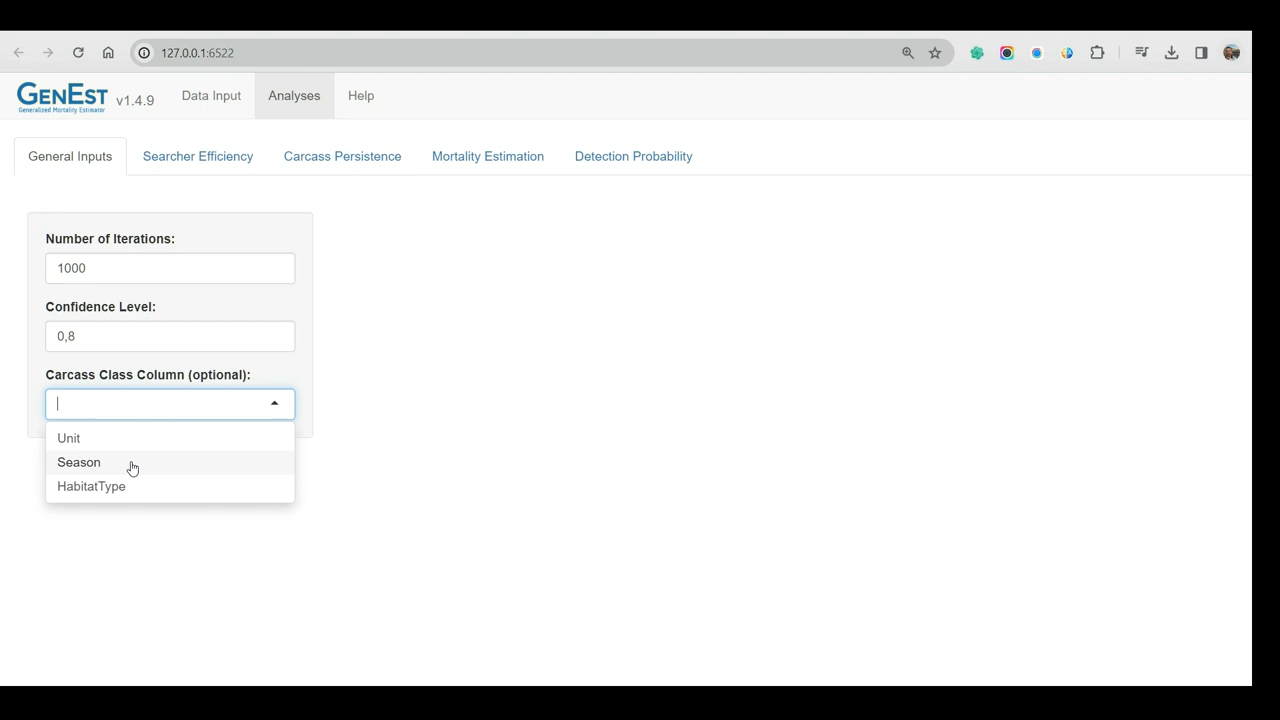 127.0.0.1:6522
GENEST v1.4.9 Data Input Analyses Help
Generalized Mortality Estimator
General Inputs Searcher Efficiency Carcass Persistence Mortality Estimation Detection Probability
Number of Iterations:
1000
Confidence Level:
0,8
Carcass Class Column (optional):
Unit
Season
HabitatType